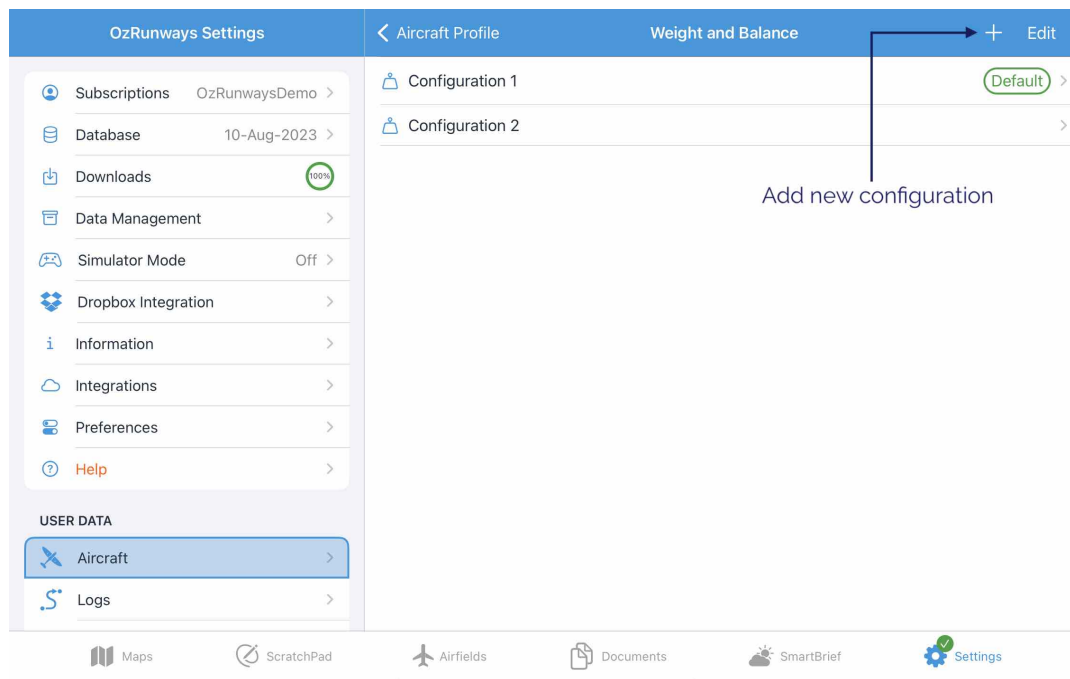 OzRunways Settings
Aircraft Profile
Weight and Balance
Edit
Subscriptions OzRunwaysDemo
Database 10-Aug-2023
Downloads 100%
Data Management
Simulator Mode Off
Dropbox Integration
Information
Integrations
Preferences
Help
USER DATA
Aircraft
Logs
Configuration 1 Default
Configuration 2
Add new configuration
Maps
ScratchPad
Airfields
Documents
SmartBrief
Settings